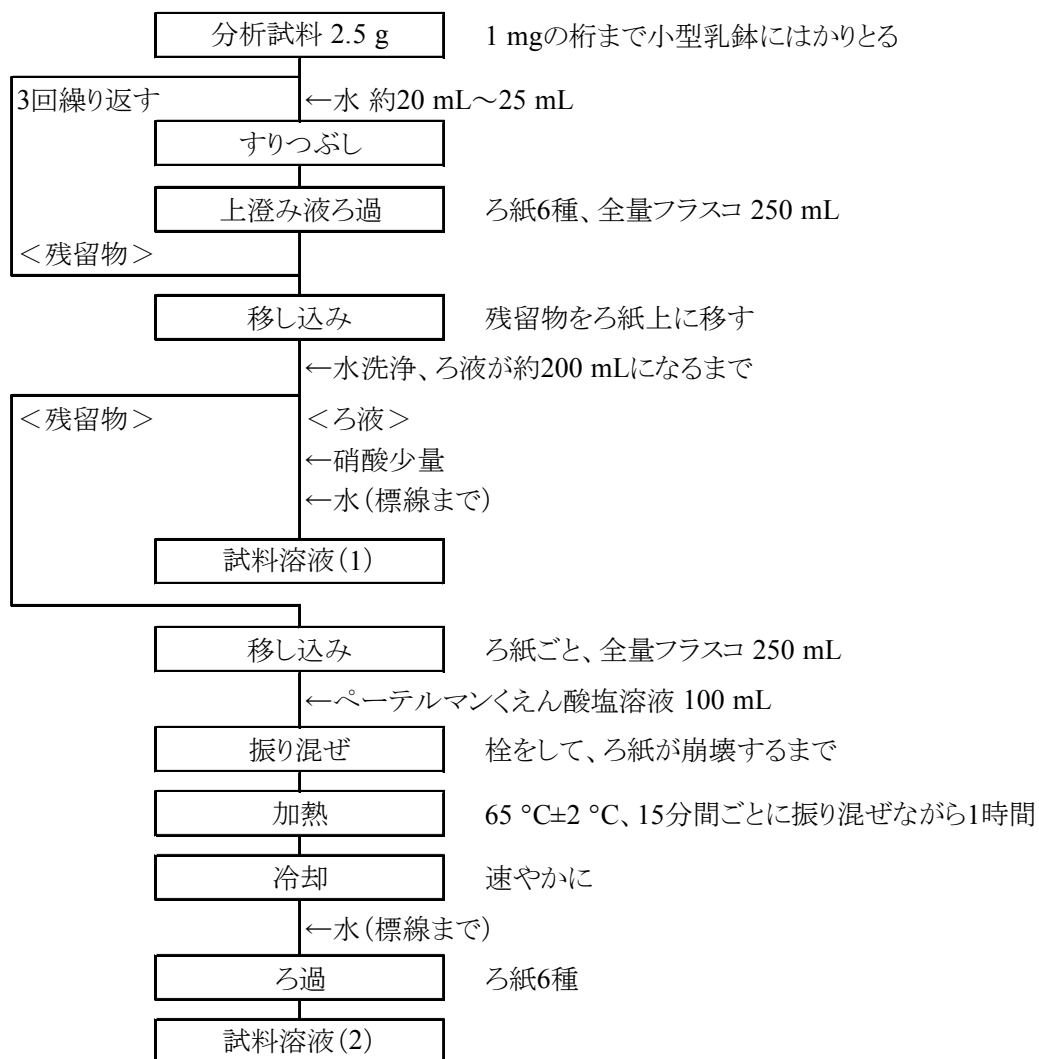 分析試料 2.5 g 1 mgの桁まで小型乳鉢にはかりとる
3回繰り返す ←水 約20 mL～25 mL
すりつぶし
上澄み液ろ過 ろ紙6種、全量フラスコ 250 mL
＜残留物＞
移し込み 残留物をろ紙上に移す
←水洗浄、ろ液が約200 mLになるまで
＜残留物＞ ＜ろ液＞
←硝酸少量
←水（標線まで）
試料溶液（1）
移し込み ろ紙ごと、全量フラスコ 250 mL
←ペーテルマンくえん酸塩溶液 100 mL
振り混ぜ 栓をして、ろ紙が崩壊するまで
加熱 65 °C±2 °C、15分間ごとに振り混ぜながら1時間
冷却 速やかに
←水（標線まで）
ろ過 ろ紙6種
試料溶液（2）